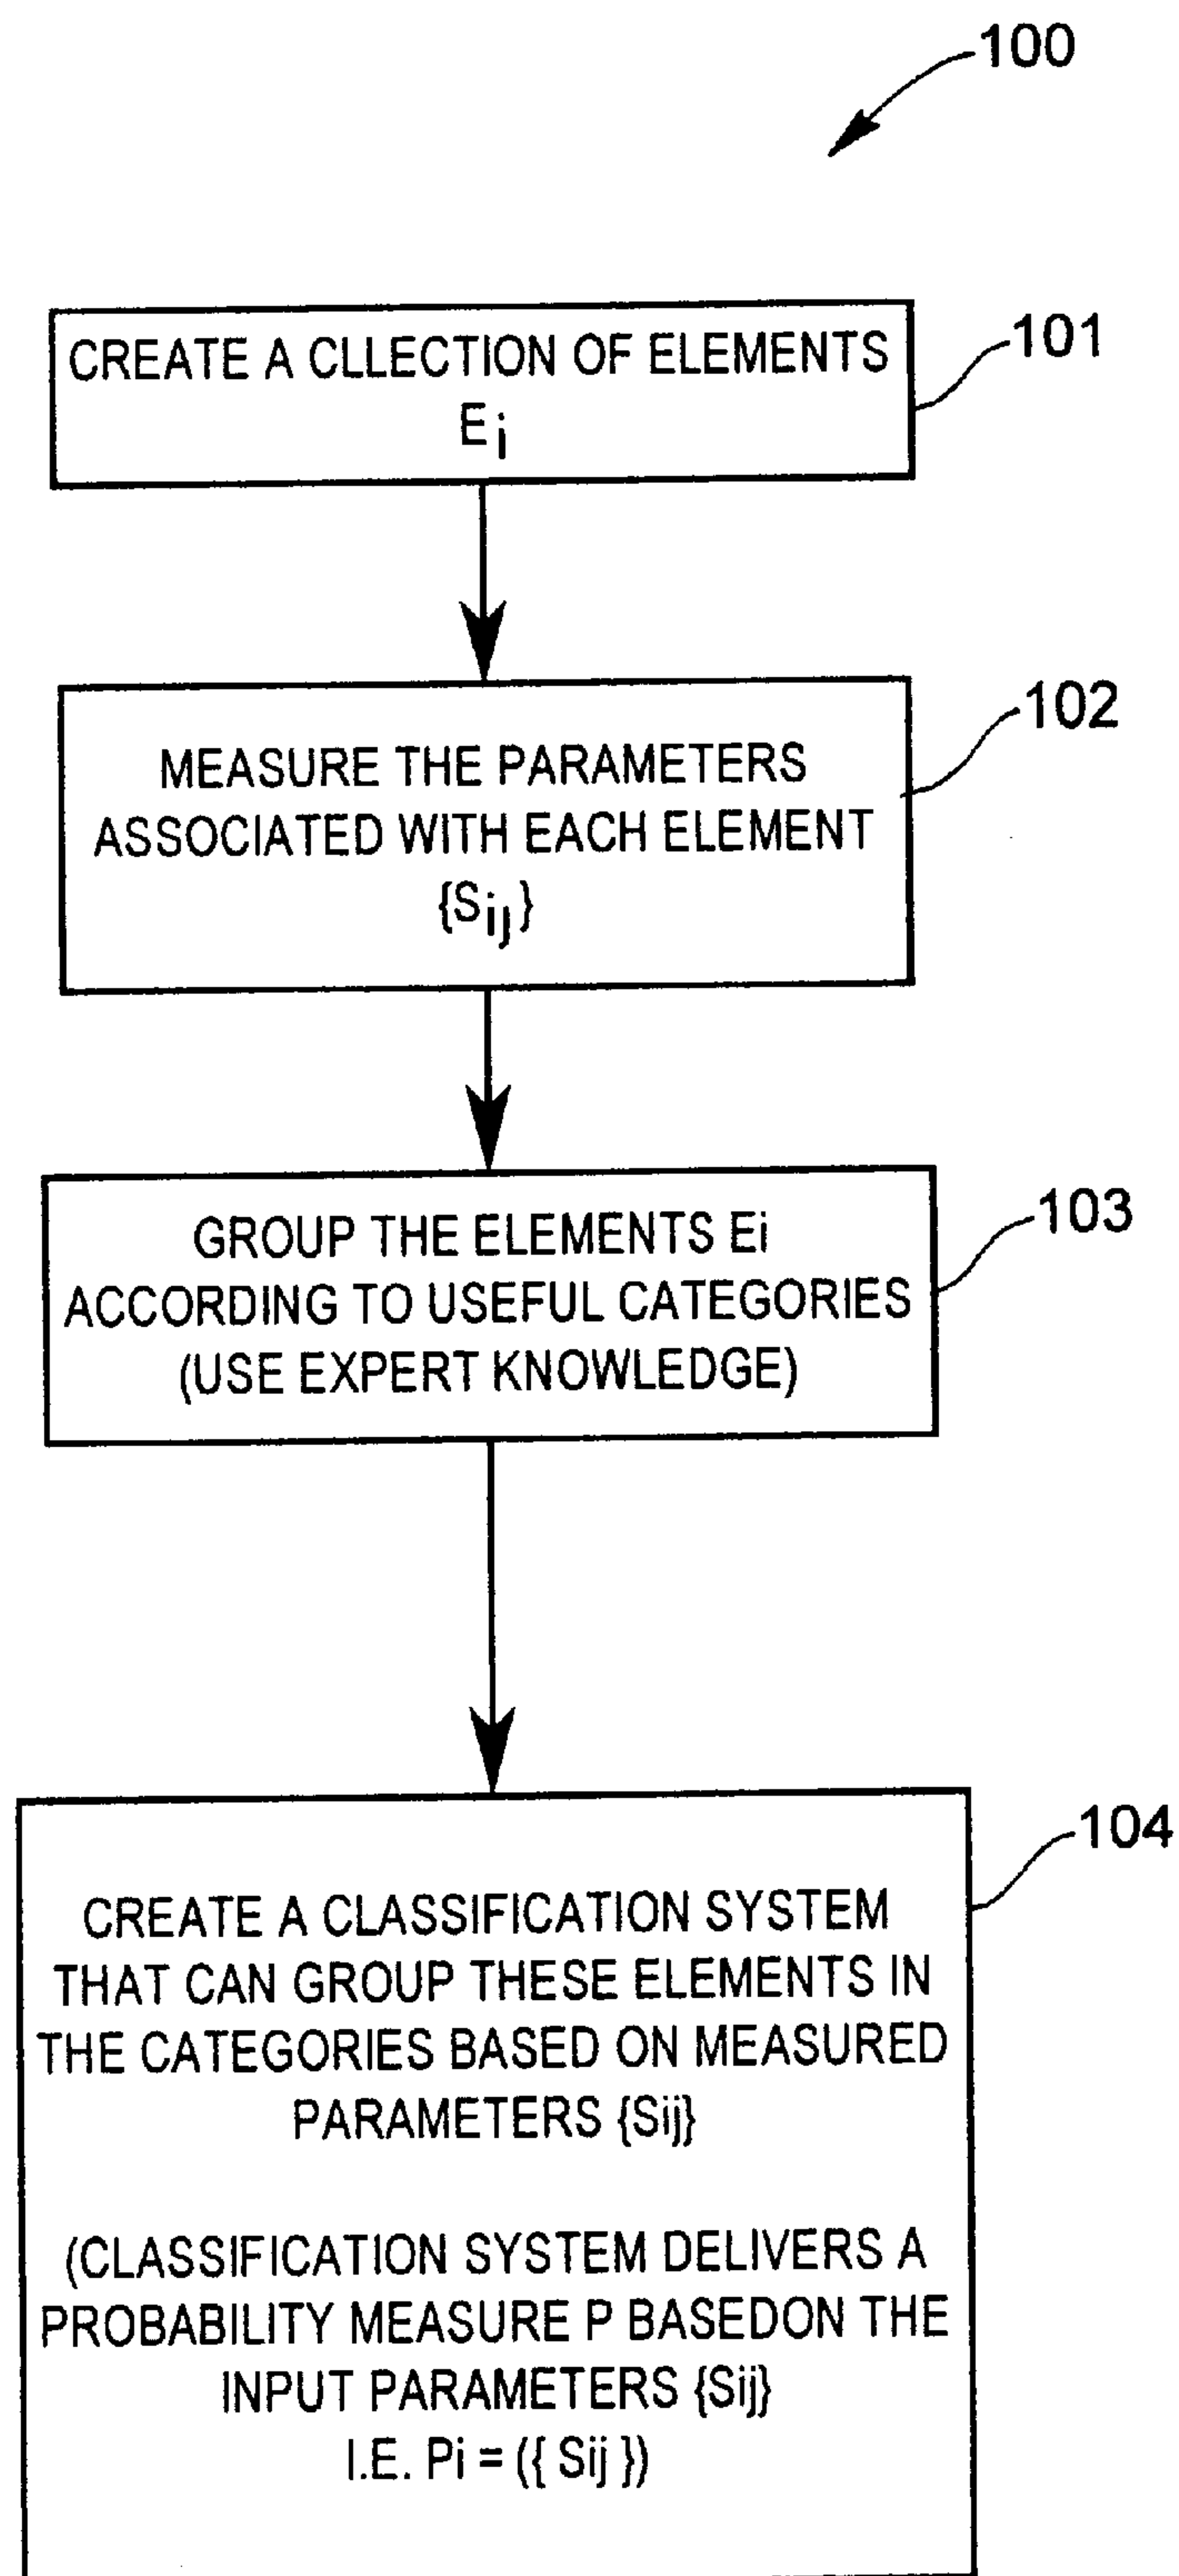 100
CREATE A CLLECTION OF ELEMENTS
Ei
101
MEASURE THE PARAMETERS
ASSOCIATED WITH EACH ELEMENT
{Sij}
102
GROUP THE ELEMENTS Ei
ACCORDING TO USEFUL CATEGORIES
(USE EXPERT KNOWLEDGE)
103
CREATE A CLASSIFICATION SYSTEM
THAT CAN GROUP THESE ELEMENTS IN
THE CATEGORIES BASED ON MEASURED
PARAMETERS {Sij}
(CLASSIFICATION SYSTEM DELIVERS A
PROBABILITY MEASURE P BASEDON THE
INPUT PARAMETERS {Sij}
I.E. Pi = ({ Sij })
104